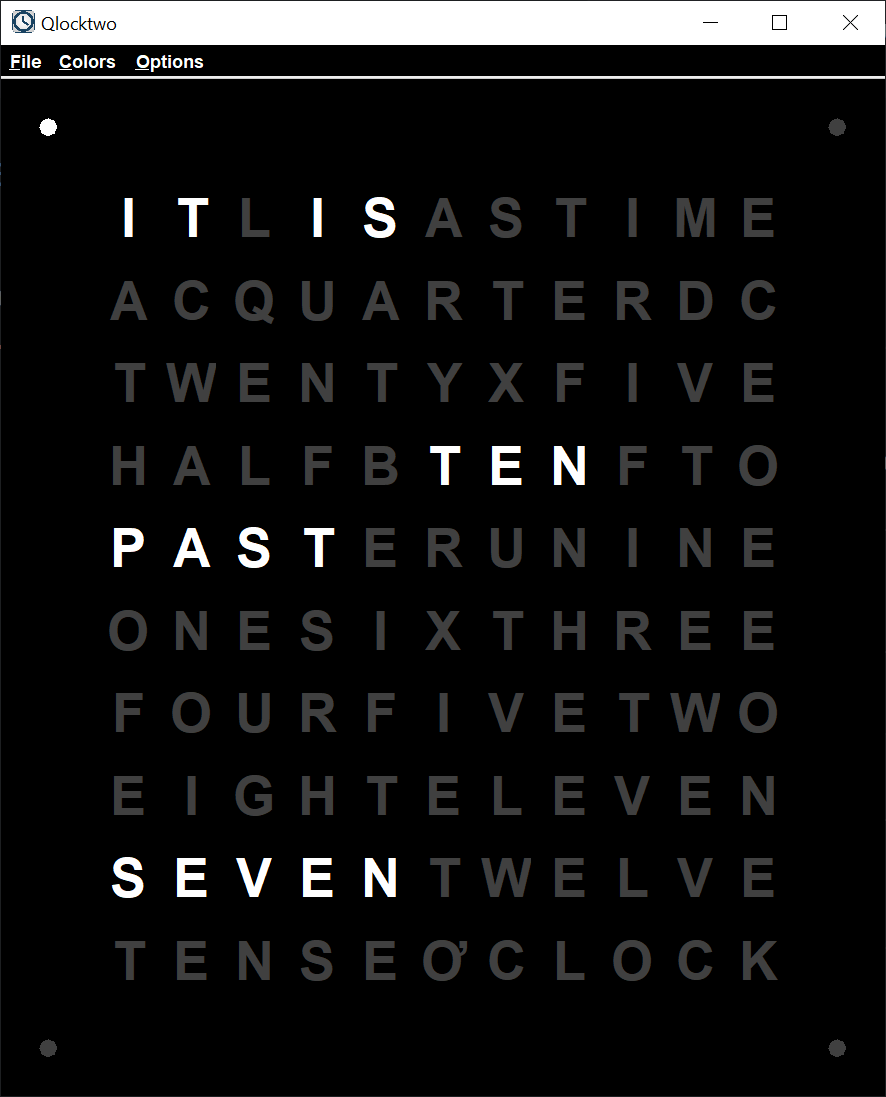 Qlocktwo
File Colors Options
I T L I S A S T I M E
A C Q U A R T E R D C
T W E N T Y X F I V E
H A L F B T E N F T O
P A S T E R U N I N E
O N E S I X T H R E E
F O U R F I V E T W O
E I G H T E L E V E N
S E V E N T W E L V E
T E N S E O' C L O C K